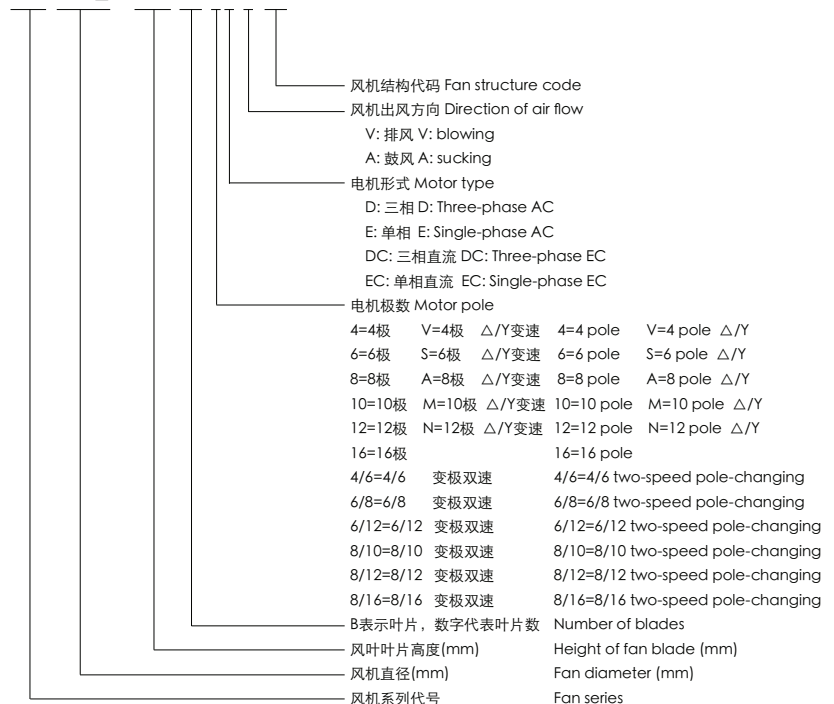 风机结构代码 Fan structure code
风机出风方向 Direction of air flow
V: 排风 V: blowing
A: 鼓风 A: sucking
电机形式 Motor type
D: 三相 D: Three-phase AC
E: 单相 E: Single-phase AC
DC: 三相直流 DC: Three-phase EC
EC: 单相直流 EC: Single-phase EC
电机极数 Motor pole
4=4极 V=4极 △/Y变速 4=4 pole V=4 pole △/Y
6=6极 S=6极 △/Y变速 6=6 pole S=6 pole △/Y
8=8极 A=8极 △/Y变速 8=8 pole A=8 pole △/Y
10=10极 M=10极 △/Y变速 10=10 pole M=10 pole △/Y
12=12极 N=12极 △/Y变速 12=12 pole N=12 pole △/Y
16=16极 16=16 pole
4/6=4/6 变极双速 4/6=4/6 two-speed pole-changing
6/8=6/8 变极双速 6/8=6/8 two-speed pole-changing
6/12=6/12 变极双速 6/12=6/12 two-speed pole-changing
8/10=8/10 变极双速 8/10=8/10 two-speed pole-changing
8/12=8/12 变极双速 8/12=8/12 two-speed pole-changing
8/16=8/16 变极双速 8/16=8/16 two-speed pole-changing
B表示叶片，数字代表叶片数 Number of blades
风叶叶片高度(mm) Height of fan blade (mm)
风机直径(mm) Fan diameter (mm)
风机系列代号 Fan series